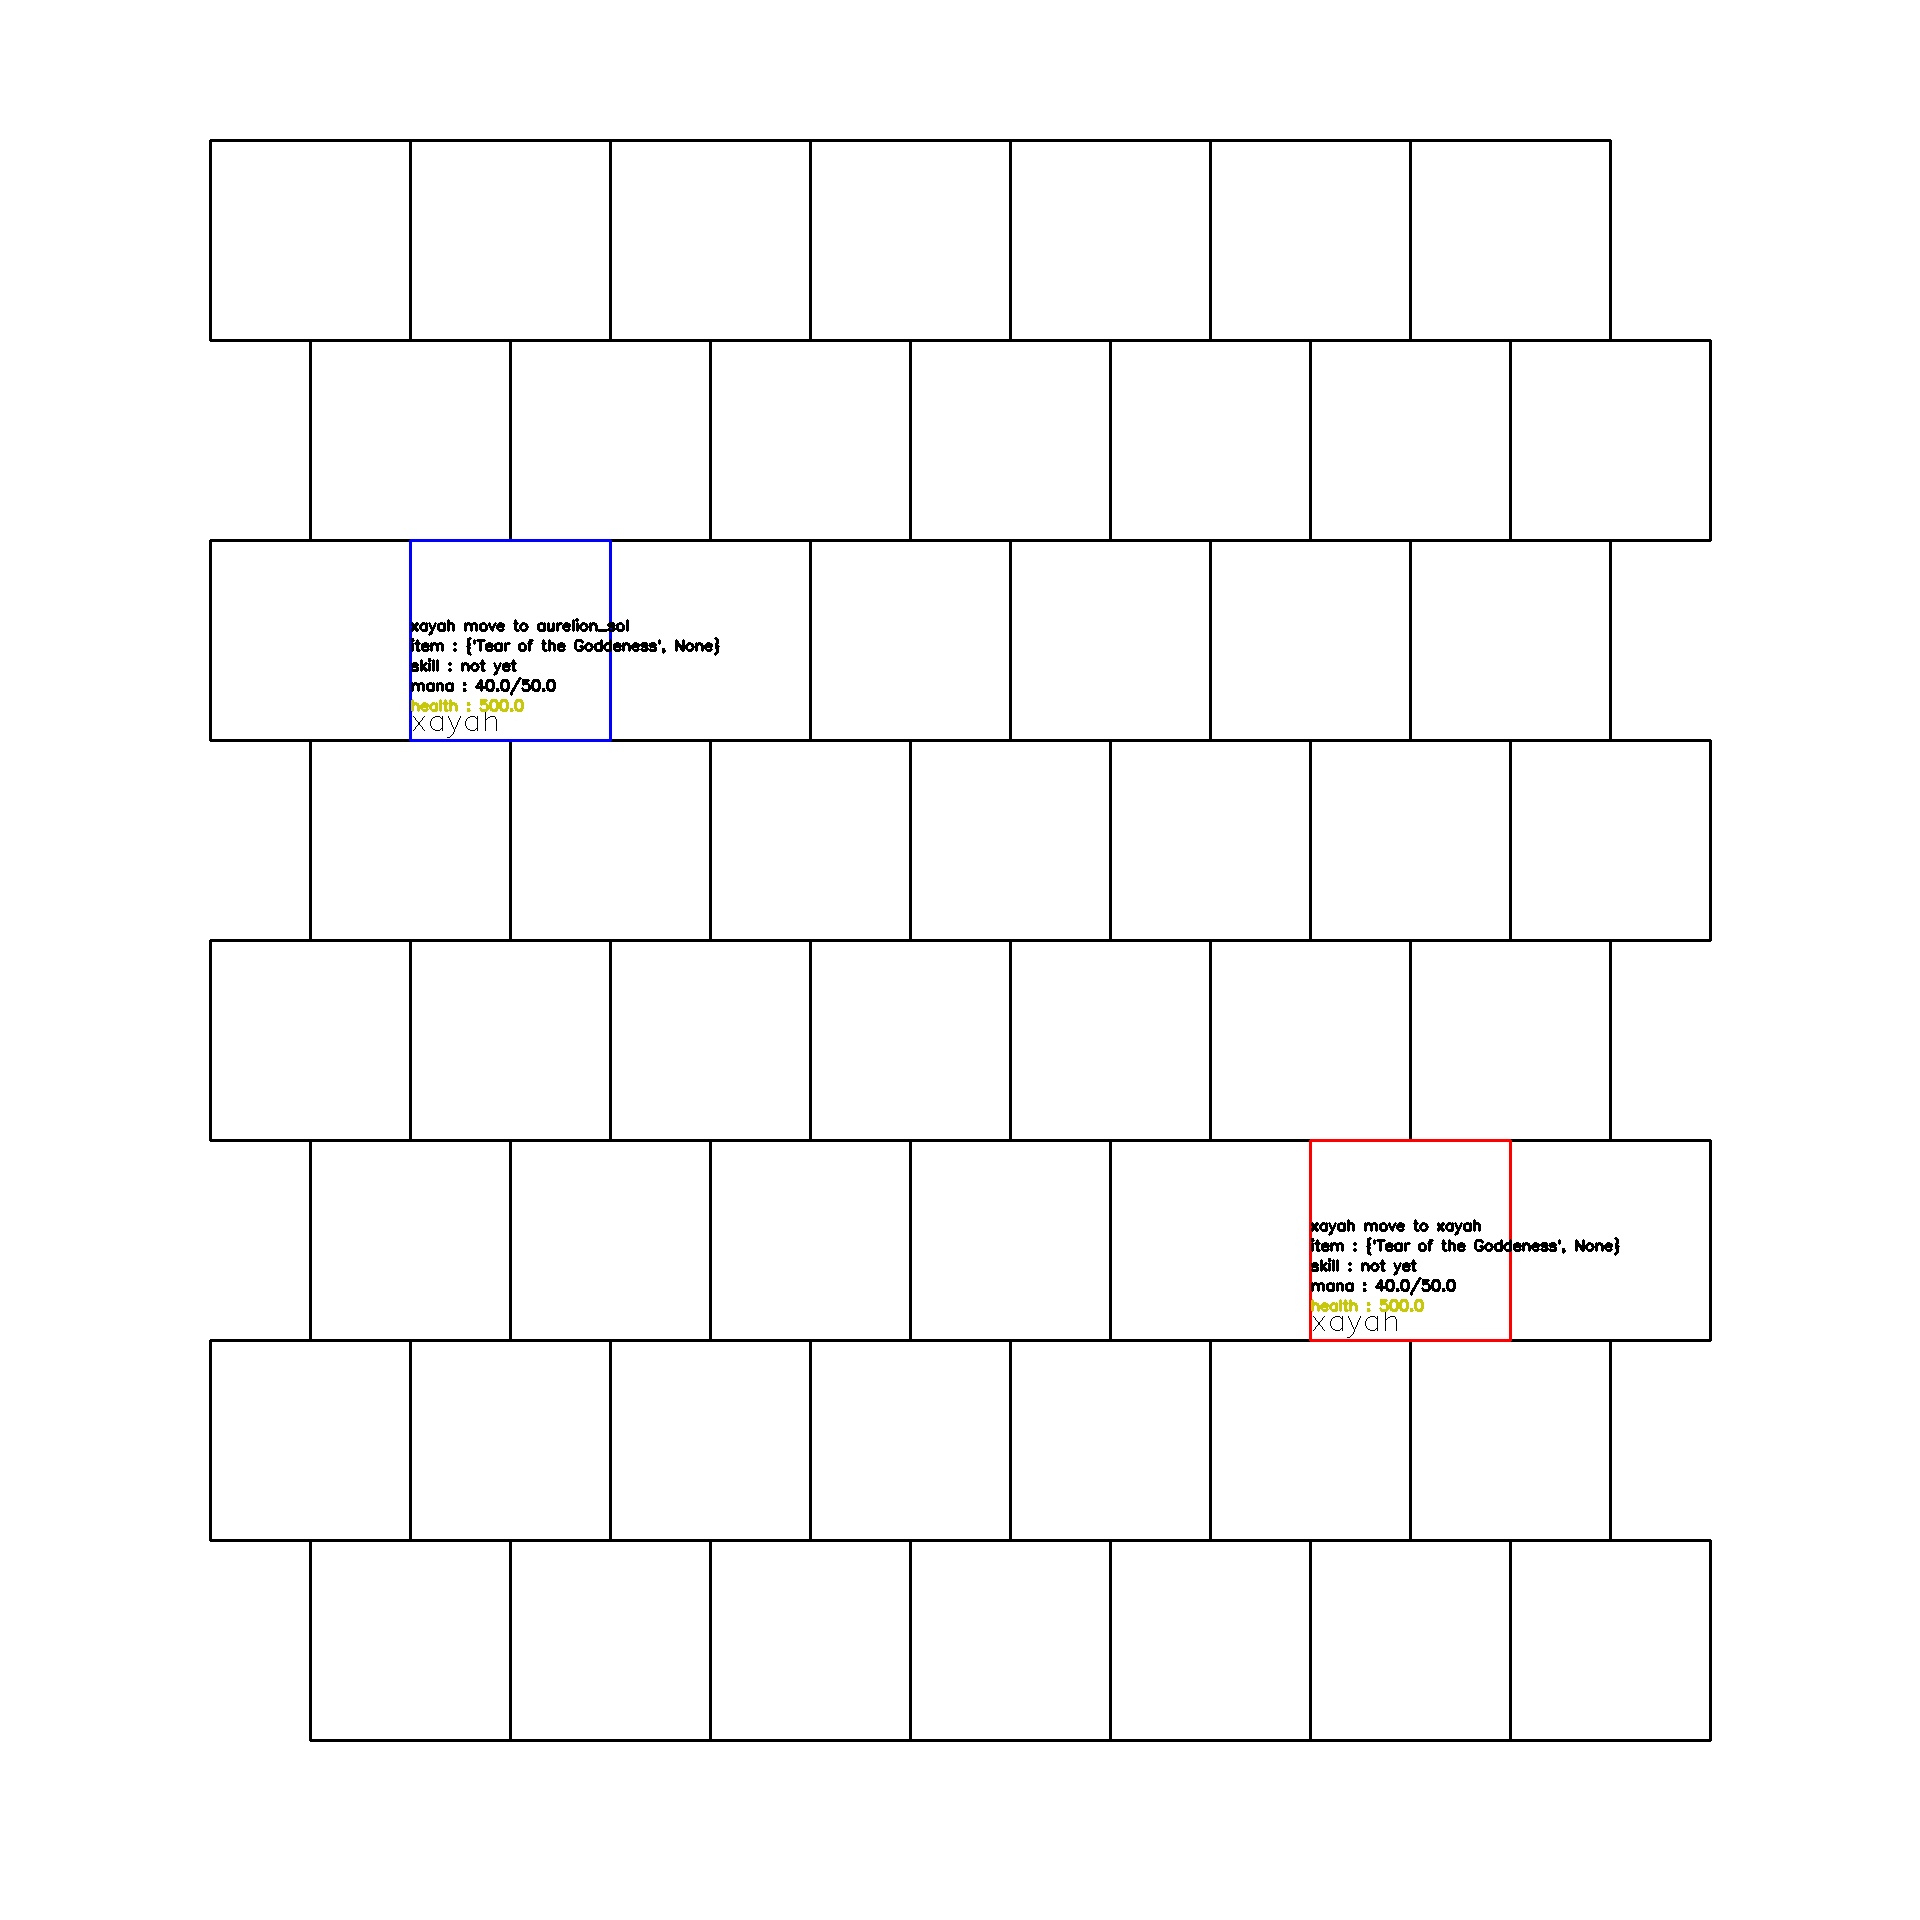 xayah move to aurelion_sol
item : {'Tear of the Goddeness', None}
skill : not yet
mana : 40.0/50.0
health : 500.0
xayah
xayah move to xayah
item : {'Tear of the Goddeness', None}
skill : not yet
mana : 40.0/50.0
health : 500.0
xayah